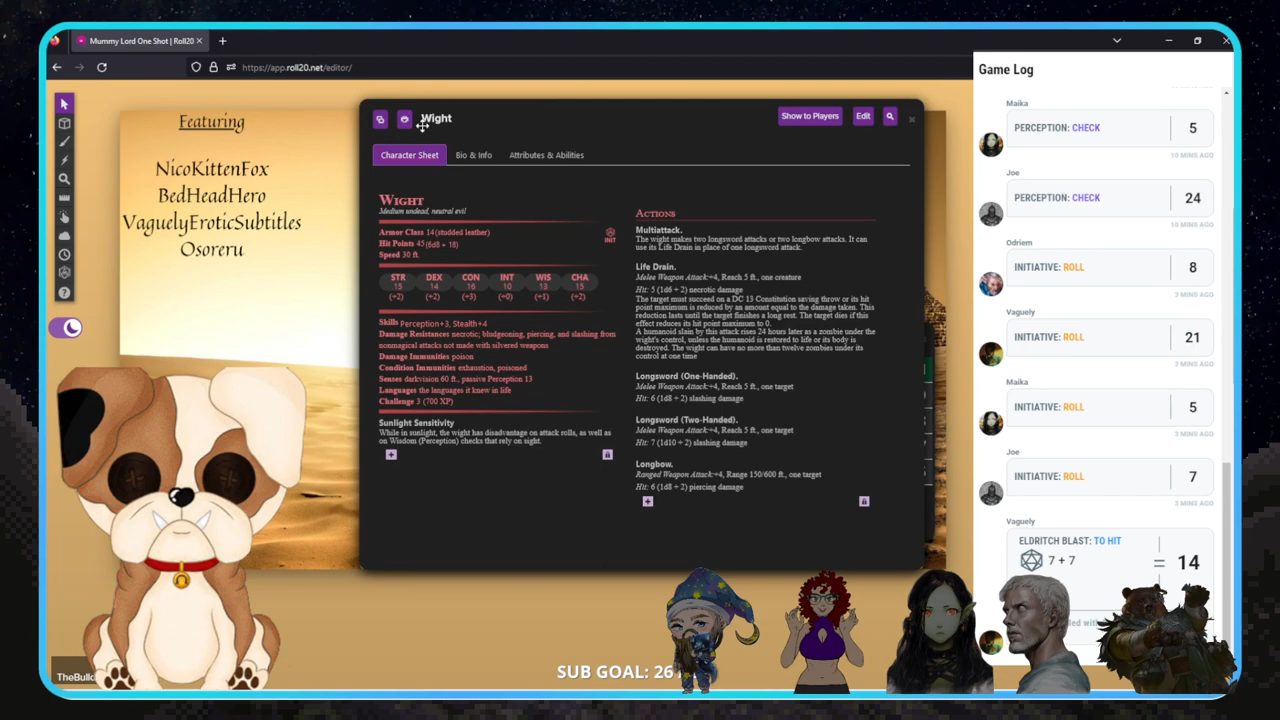 Mummy Lord One Shot | Roll20
https://app.roll20.net/editor/
Featuring
NicoKittenFox
BedHeadHero
VaguelyEroticSubtitles
Osoreru
Wight
Show to Players
Edit
Character Sheet
Bio & Info
Attributes & Abilities
Wight
Medium undead, neutral evil
Armor Class 14 (studded leather)
Hit Points 45 (6d8 + 18)
Speed 30 ft.
INIT
STR DEX CON INT WIS CHA
15 14 16 10 13 15
(+2) (+2) (+3) (+0) (+1) (+2)
Skills Perception+3, Stealth+4
Damage Resistances necrotic; bludgeoning, piercing, and slashing from
nonmagical attacks not made with silvered weapons
Damage Immunities poison
Condition Immunities exhaustion, poisoned
Senses darkvision 60 ft., passive Perception 13
Languages the languages it knew in life
Challenge 3 (700 XP)
Sunlight Sensitivity
While in sunlight, the wight has disadvantage on attack rolls, as well as
on Wisdom (Perception) checks that rely on sight.
Actions
Multiattack.
The wight makes two longsword attacks or two longbow attacks. It can
use its Life Drain in place of one longsword attack.
Life Drain.
Melee Weapon Attack:+4, Reach 5 ft., one creature
Hit: 5 (1d6 + 2) necrotic damage
The target must succeed on a DC 13 Constitution saving throw or its hit
point maximum is reduced by an amount equal to the damage taken. This
reduction lasts until the target finishes a long rest. The target dies if this
effect reduces its hit point maximum to 0.
A humanoid slain by this attack rises 24 hours later as a zombie under the
wight's control, unless the humanoid is restored to life or its body is
destroyed. The wight can have no more than twelve zombies under its
control at one time
Longsword (One-Handed).
Melee Weapon Attack:+4, Reach 5 ft., one target
Hit: 6 (1d8 + 2) slashing damage
Longsword (Two-Handed).
Melee Weapon Attack:+4, Reach 5 ft., one target
Hit: 7 (1d10 + 2) slashing damage
Longbow.
Ranged Weapon Attack:+4, Range 150/600 ft., one target
Hit: 6 (1d8 + 2) piercing damage
Game Log
Maika
PERCEPTION: CHECK 5
10 MINS AGO
Joe
PERCEPTION: CHECK 24
10 MINS AGO
Odriem
INITIATIVE: ROLL 8
3 MINS AGO
Vaguely
INITIATIVE: ROLL 21
3 MINS AGO
Maika
INITIATIVE: ROLL 5
3 MINS AGO
Joe
INITIATIVE: ROLL 7
3 MINS AGO
Vaguely
ELDRITCH BLAST: TO HIT
7 + 7 = 14
SUB GOAL: 26